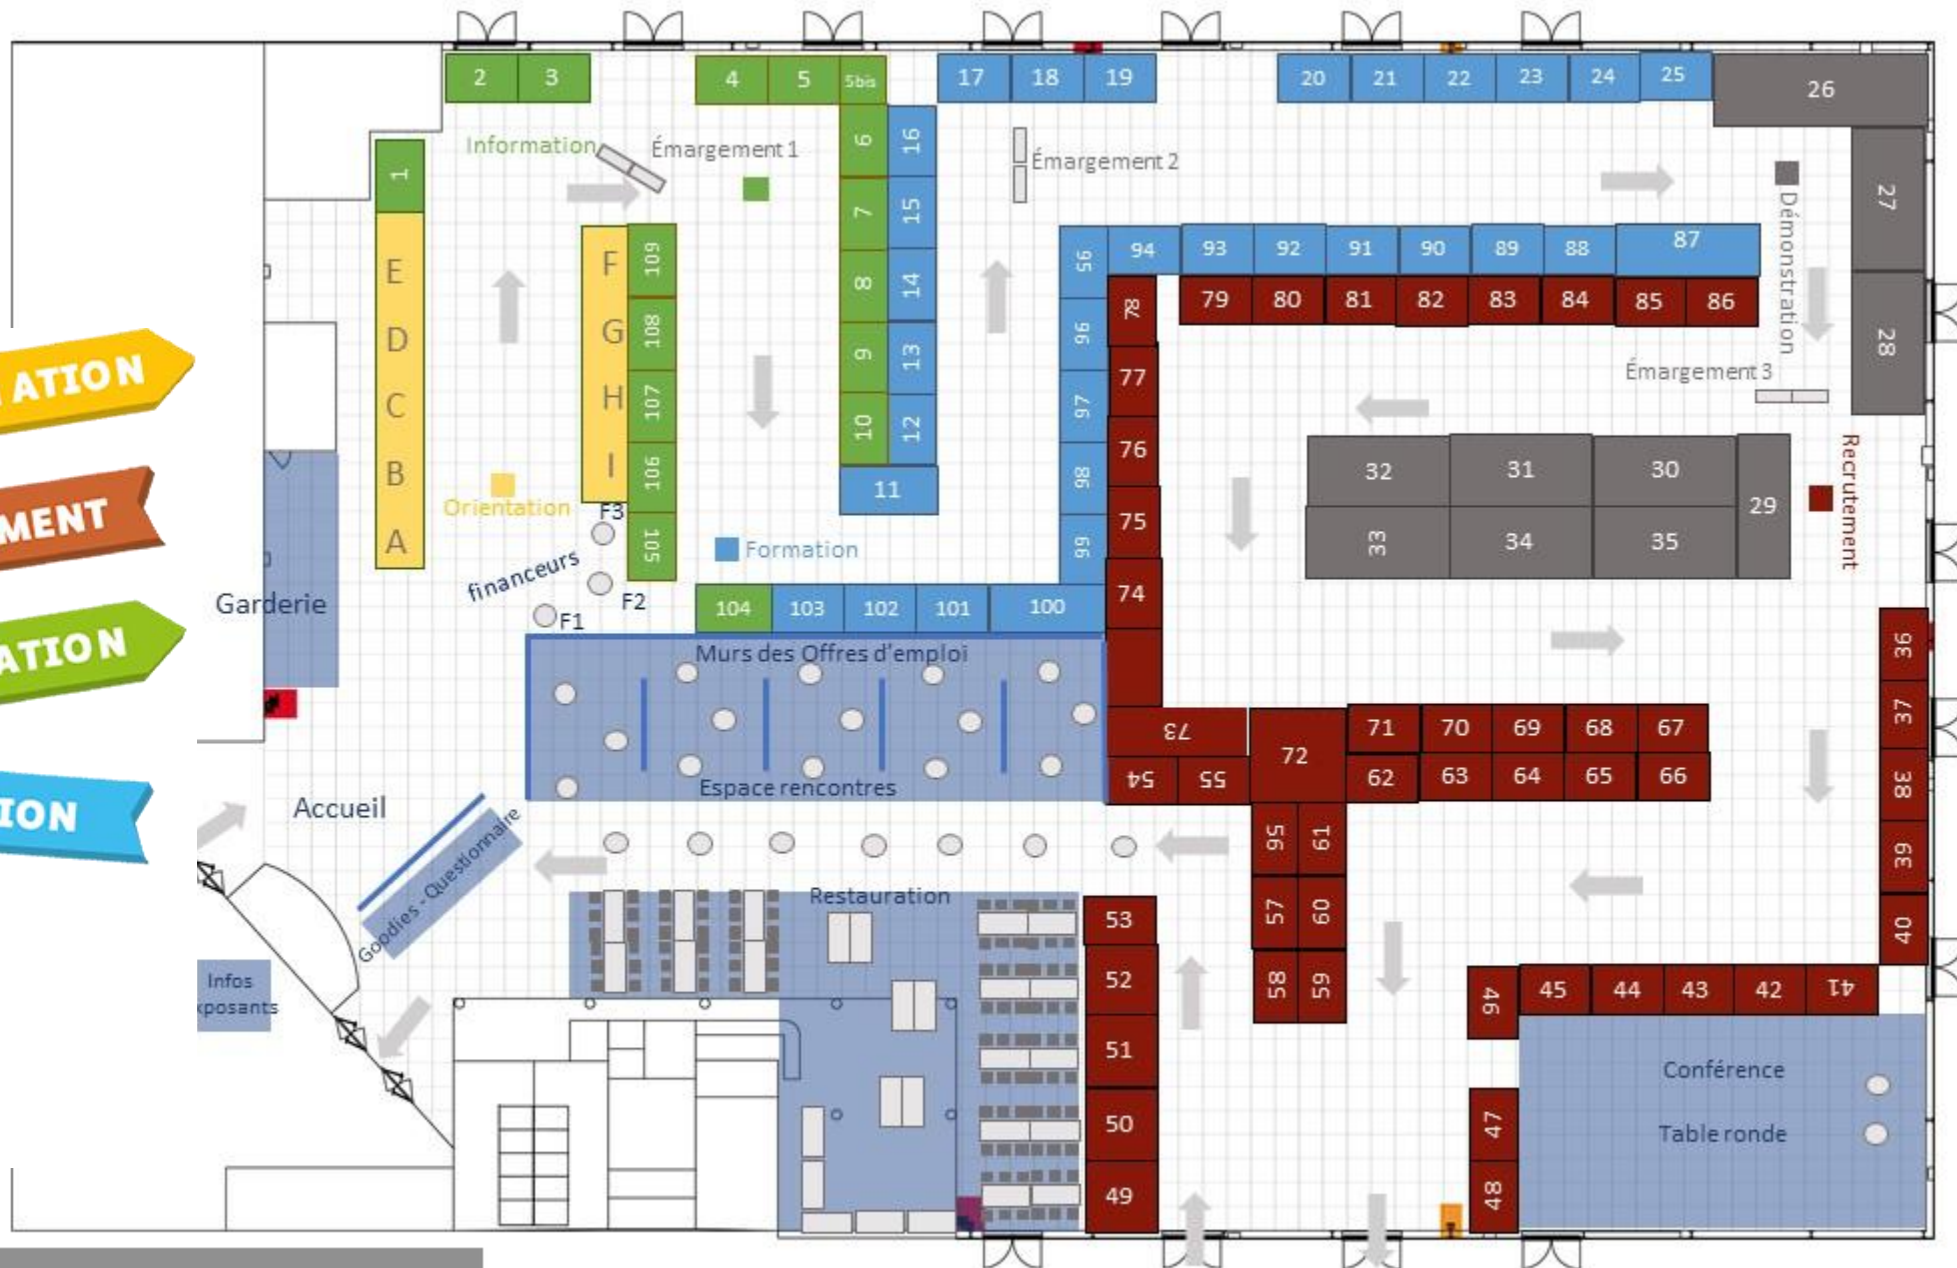 2 3 4 5 5bis 17 18 19 20 21 22 23 24 25 26
Information
Émargement 1
Émargement 2
1
6 16
7 15
8 14
9 13
10 12
11
27
28
Démonstration
E
D
C
B
A
F
G
H
I
109
108
107
106
105
95 94 93 92 91 90 89 88 87
78 79 80 81 82 83 84 85 86
96
97
98
99
77
76
75
74
Émargement 3
32 31 30
29
33 34 35
Recrutement
ATION
MENT
ATION
ION
Orientation
F3
financeurs
F2
F1
Formation
Garderie
104 103 102 101 100
Murs des Offres d'emploi
Espace rencontres
36
37
38
39
40
73
54 55
72
71 70 69 68 67
62 63 64 65 66
56 61
57 60
58 59
Accueil
Goodies - Questionnaire
Restauration
53
52
51
50
49
46 45 44 43 42 41
47
48
Infos
xposants
Conférence
Table ronde